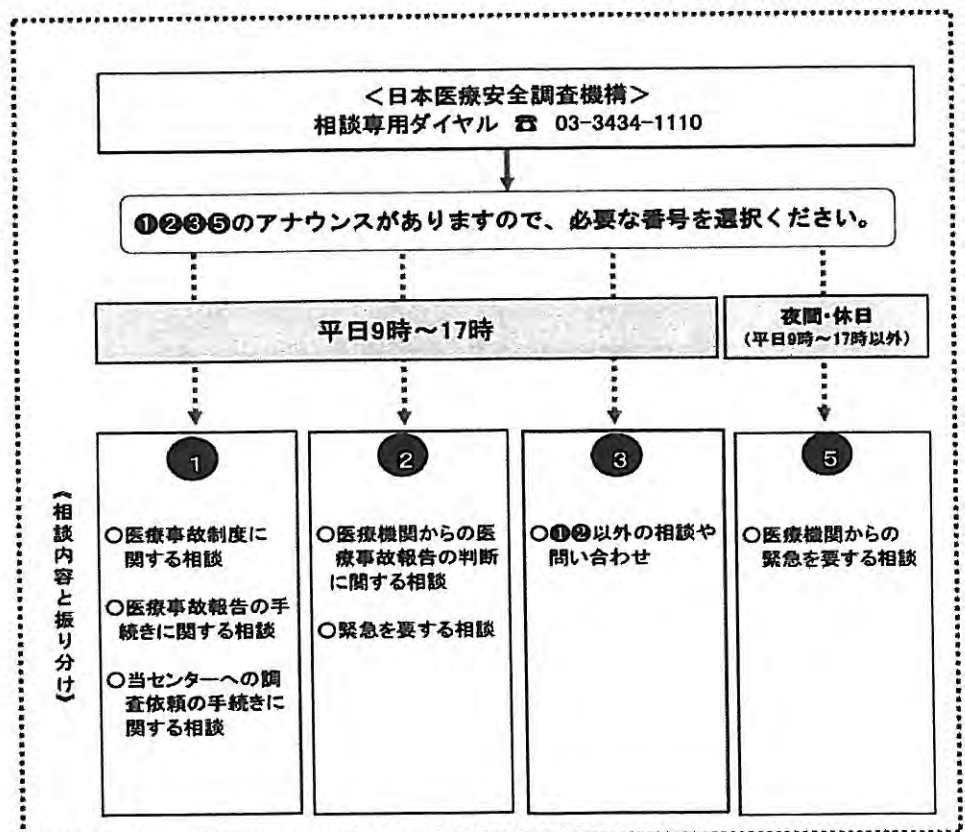 ＜日本医療安全調査機構＞
相談専用ダイヤル ☎ 03-3434-1110
❶❷❸❺のアナウンスがありますので、必要な番号を選択ください。
平日9時～17時
夜間・休日
(平日9時～17時以外)
《相談内容と振り分け》
1
○医療事故制度に
関する相談
○医療事故報告の手
続きに関する相談
○当センターへの調
査依頼の手続きに
関する相談
2
○医療機関からの医
療事故報告の判断
に関する相談
○緊急を要する相談
3
○❶❷以外の相談や
問い合わせ
5
○医療機関からの
緊急を要する相談